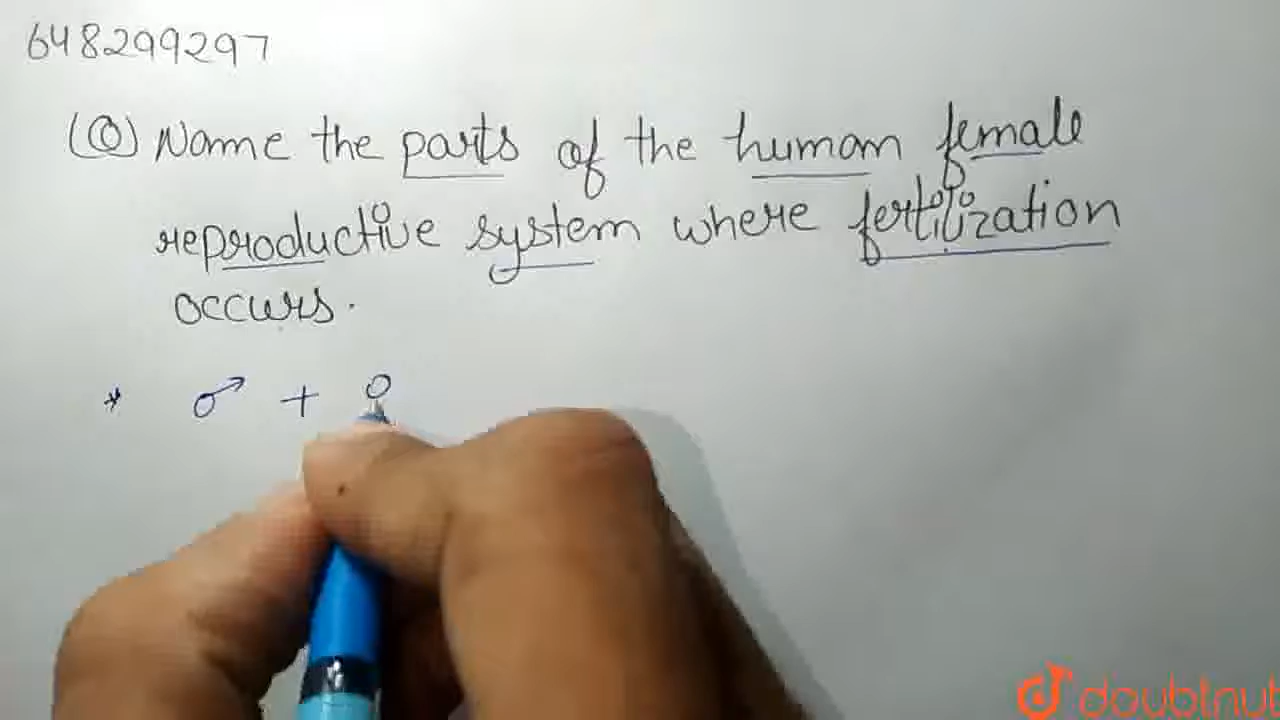 648299297
(Q) Name the parts of the human female
reproductive system where fertilization
occurs.
* ♂ + 
doubtnut